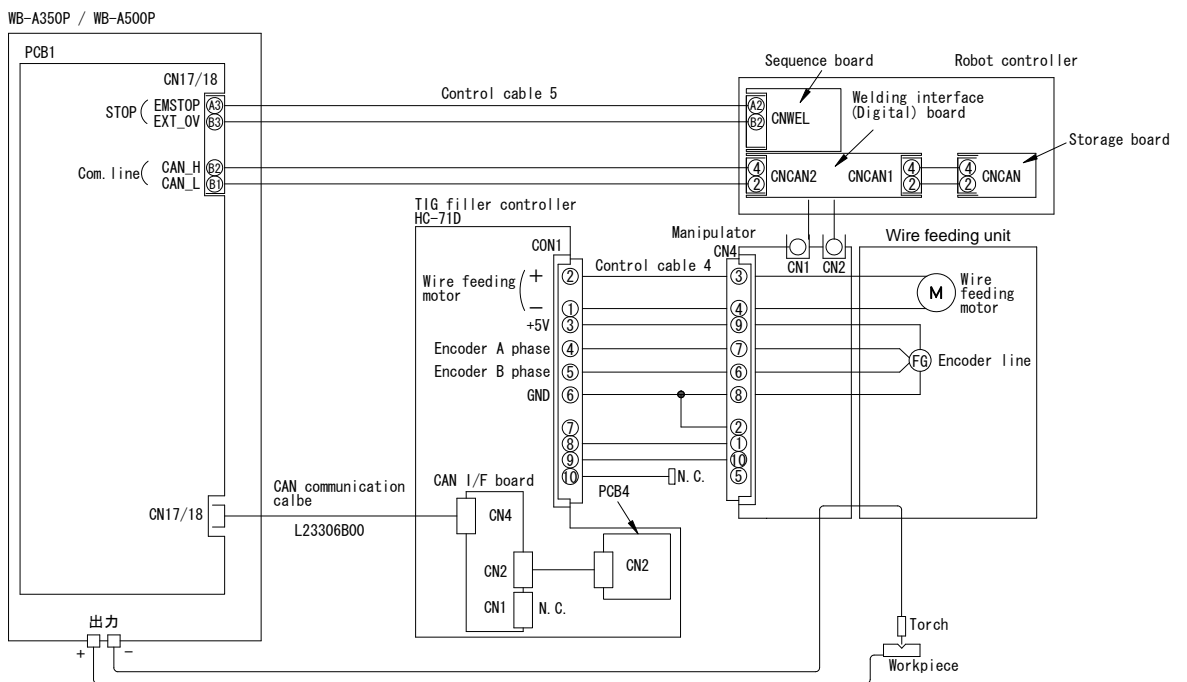 WB-A350P / WB-A500P
PCB1
CN17/18
STOP
EMSTOP
A3
EXT_0V
B3
Com. line
CAN_H
B2
CAN_L
B1
Control cable 5
Sequence board
Robot controller
A2
B2
CNWEL
Welding interface
(Digital) board
Storage board
4
2
CNCAN2
CNCAN1
4
2
4
2
CNCAN
TIG filler controller
HC-71D
CON1
Manipulator
CN4
CN1
CN2
Wire feeding unit
Control cable 4
Wire feeding
motor
+
2
−
1
+5V
3
Encoder A phase
4
Encoder B phase
5
GND
6
7
8
9
10
3
4
9
7
6
8
2
1
10
5
N.C.
M
Wire
feeding
motor
FG
Encoder line
CAN communication
calbe
L23306B00
CN17/18
CAN I/F board
CN4
CN2
CN1
N.C.
PCB4
CN2
出力
+
−
Torch
Workpiece